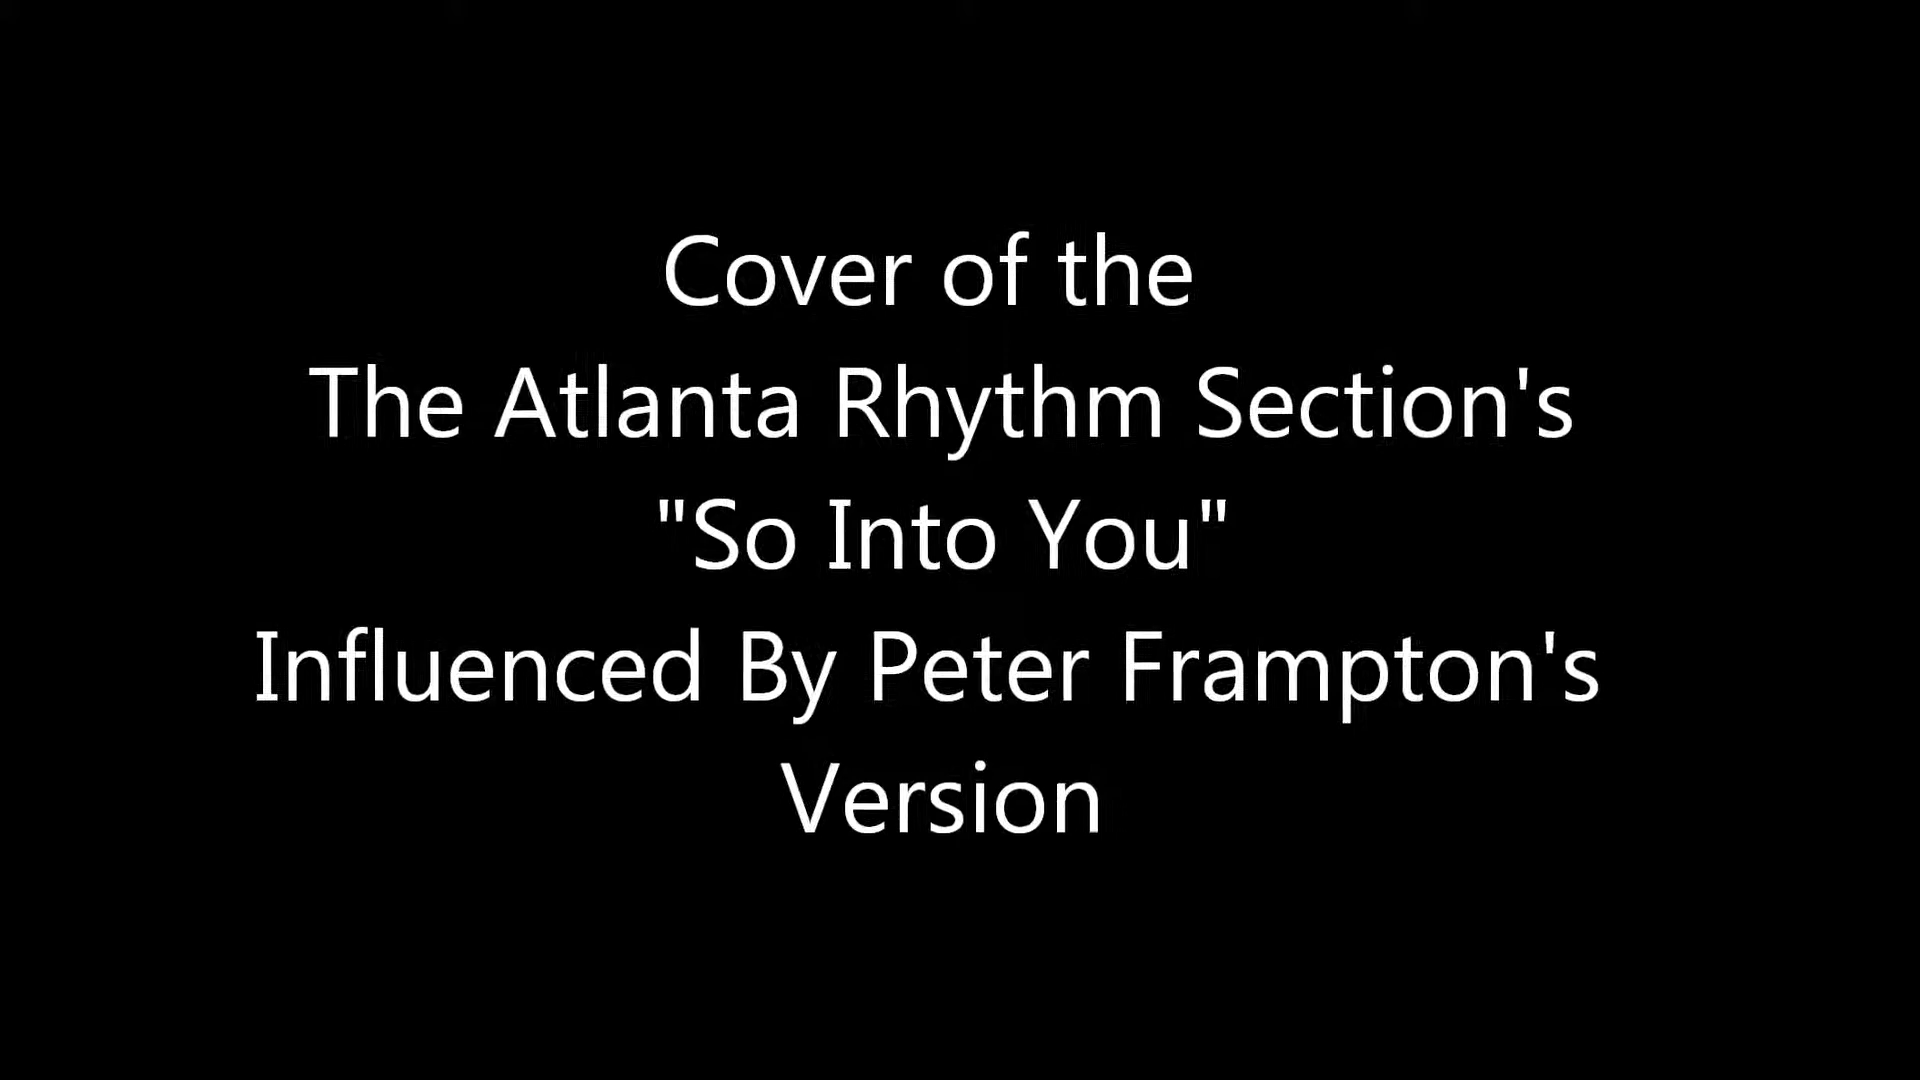 Cover of the
The Atlanta Rhythm Section's
"So Into You"
Influenced By Peter Frampton's
Version